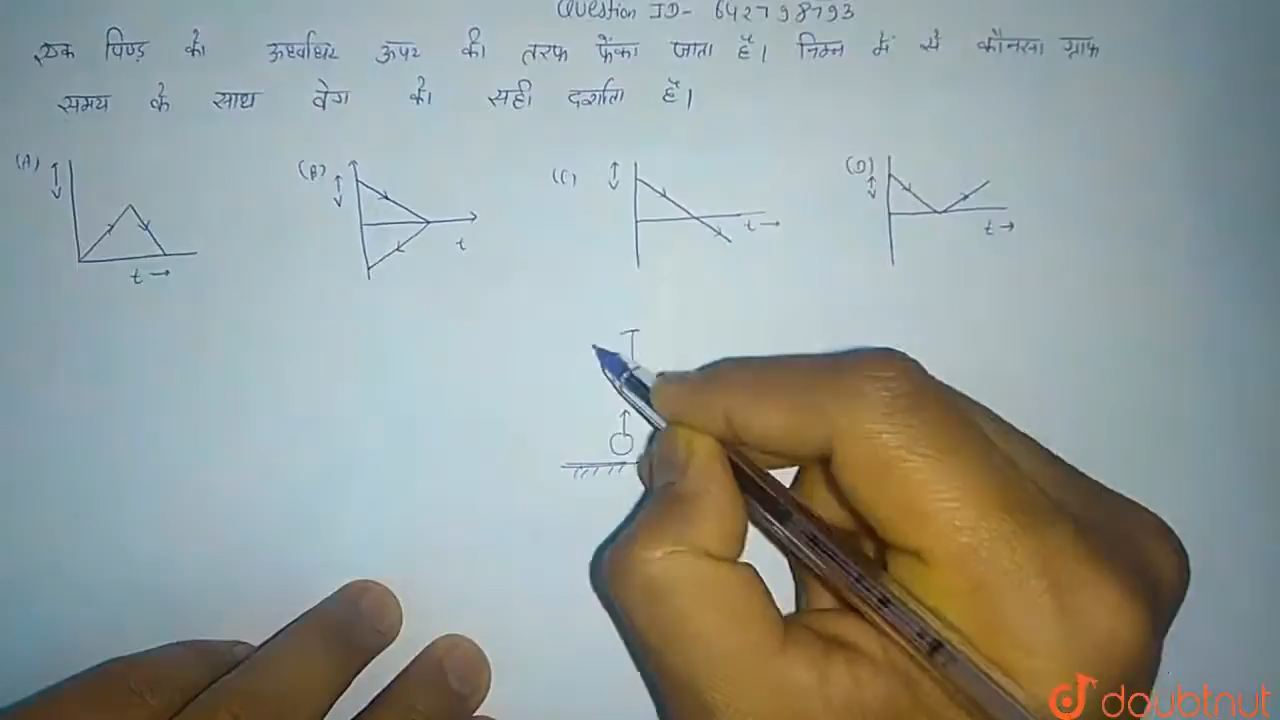 Question ID- 642798793
एक पिण्ड को ऊर्ध्वाधर ऊपर की तरफ फेंका जाता है। निम्न में से कौनसा ग्राफ
समय के साथ वेग को सही दर्शाता है।
(A) (B) (C) (D)
t → t t → t →
doubtnut